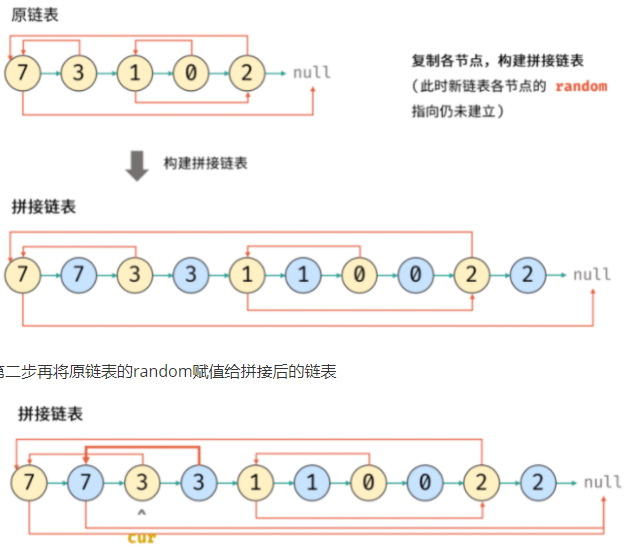 原链表
7 3 1 0 2 null
复制各节点，构建拼接链表
(此时新链表各节点的 random
指向仍未建立)
构建拼接链表
拼接链表
7 7 3 3 1 1 0 0 2 2 null
第二步再将原链表的random赋值给拼接后的链表
拼接链表
7 7 3 3 1 1 0 0 2 2 null
^
cur